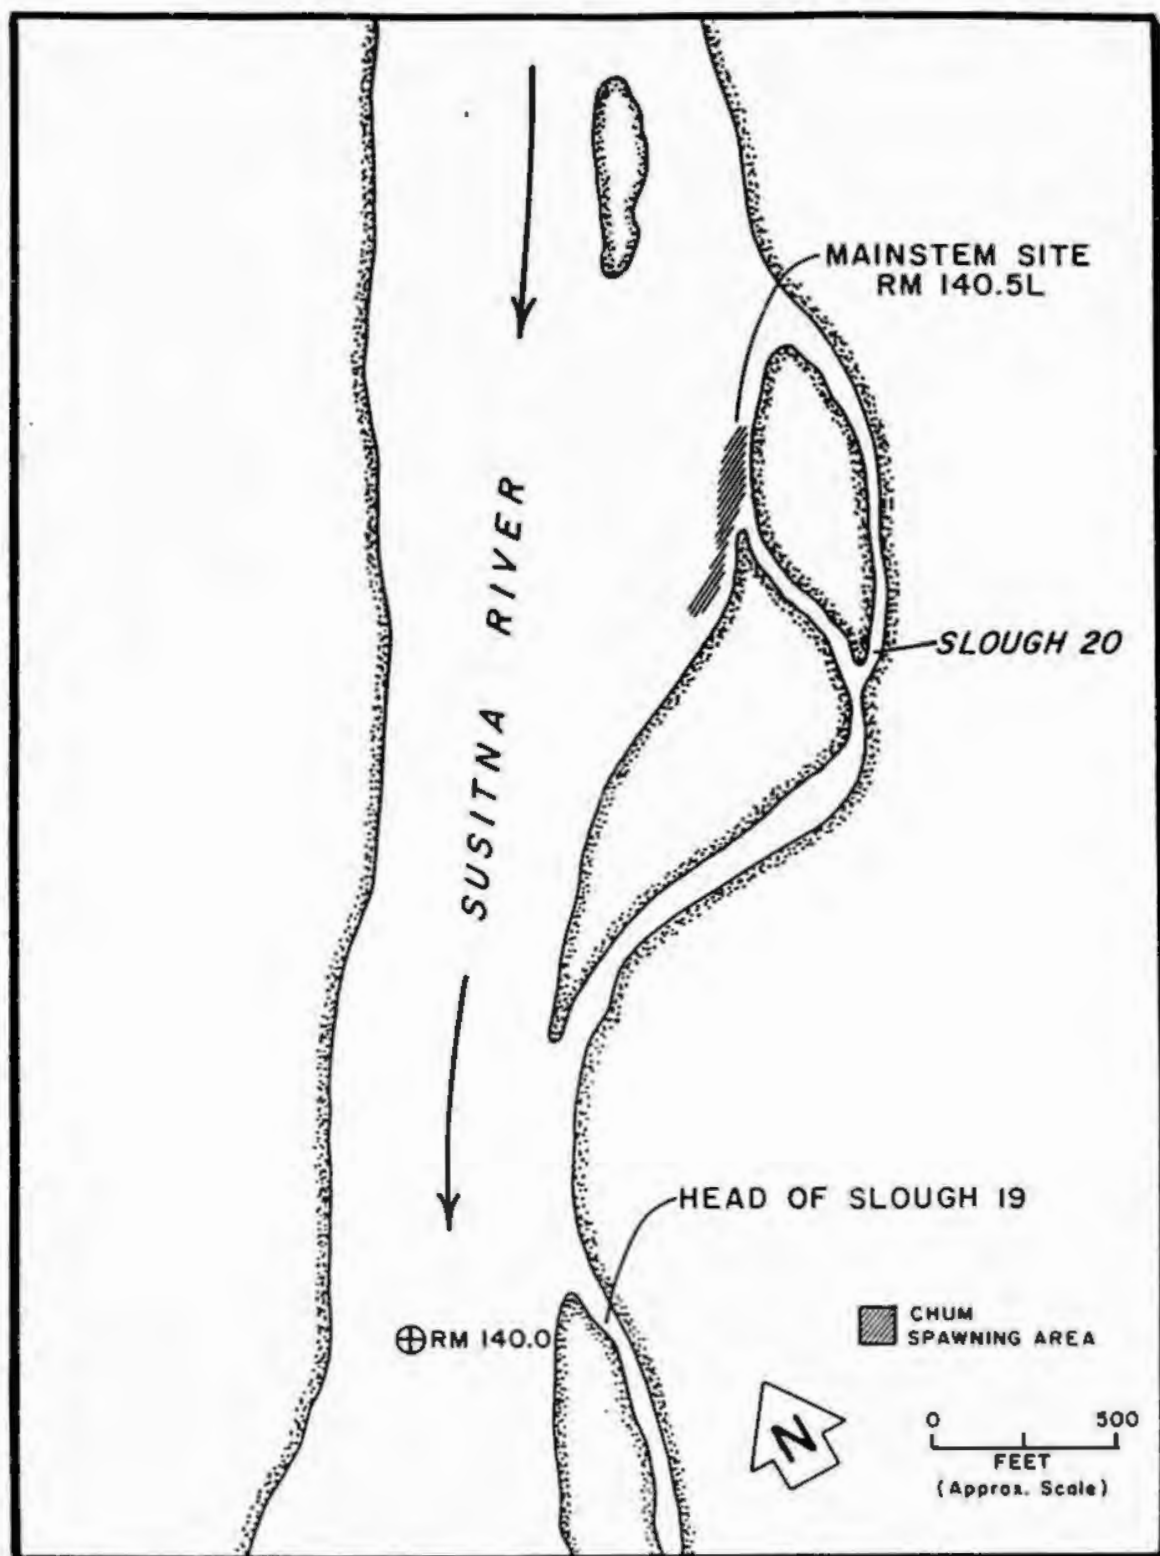 MAINSTEM SITE
RM 140.5L
SUSITNA RIVER
SLOUGH 20
HEAD OF SLOUGH 19
RM 140.0
CHUM
SPAWNING AREA
N
0 500
FEET
(Approx. Scale)